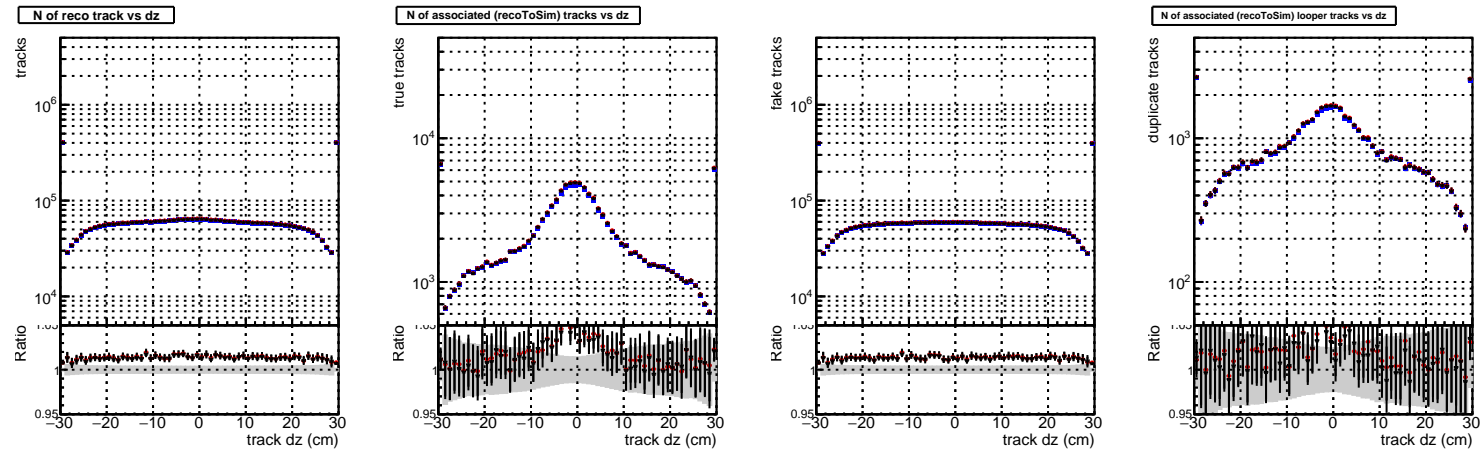 N of reco track vs dz
tracks
10^6
10^5
10^4
Ratio
1
0.95
−30 −20 −10 0 10 20 30
track dz (cm)
N of associated (recoToSim) tracks vs dz
true tracks
10^4
10^3
Ratio
1
0.95
−30 −20 −10 0 10 20 30
track dz (cm)
fake tracks
10^6
10^5
10^4
Ratio
1
0.95
−30 −20 −10 0 10 20 30
track dz (cm)
N of associated (recoToSim) looper tracks vs dz
duplicate tracks
10^3
10^2
Ratio
1
0.95
−30 −20 −10 0 10 20 30
track dz (cm)